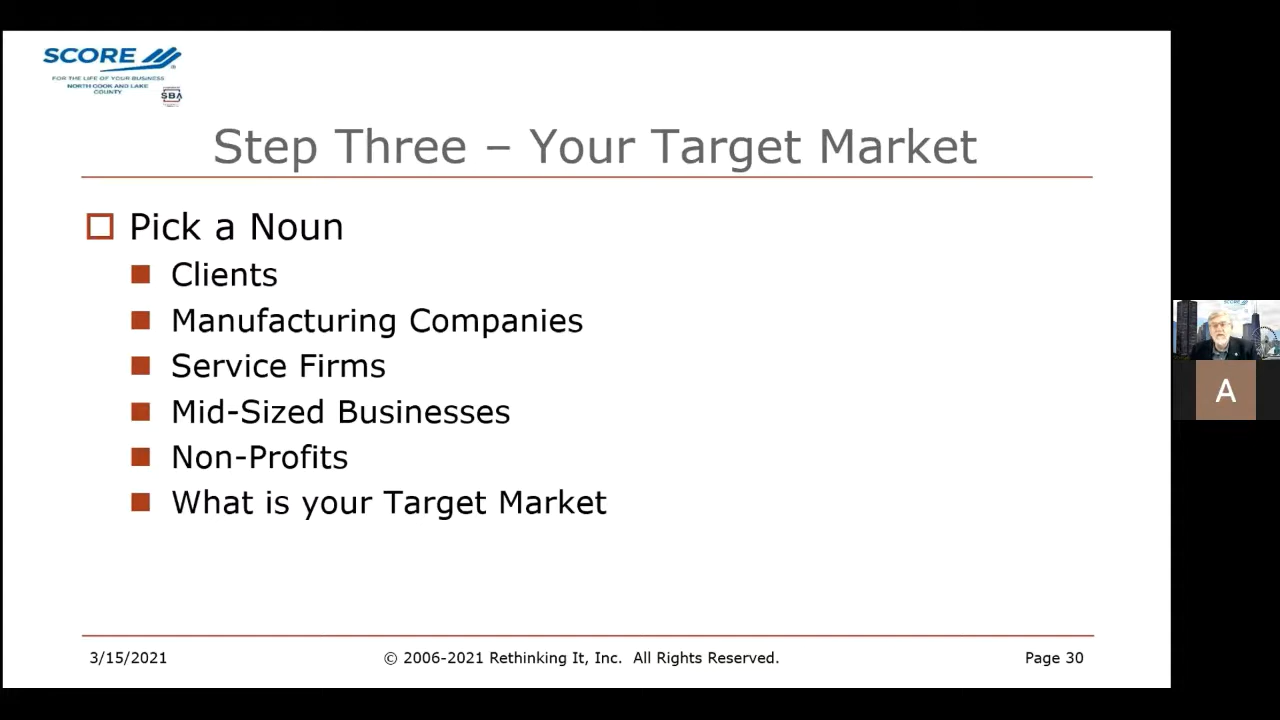 SCORE
FOR THE LIFE OF YOUR BUSINESS
NORTH COOK AND LAKE
COUNTY
SBA
Step Three – Your Target Market
Pick a Noun
Clients
Manufacturing Companies
Service Firms
Mid-Sized Businesses
Non-Profits
What is your Target Market
SCORE
A
3/15/2021
© 2006-2021 Rethinking It, Inc. All Rights Reserved.
Page 30